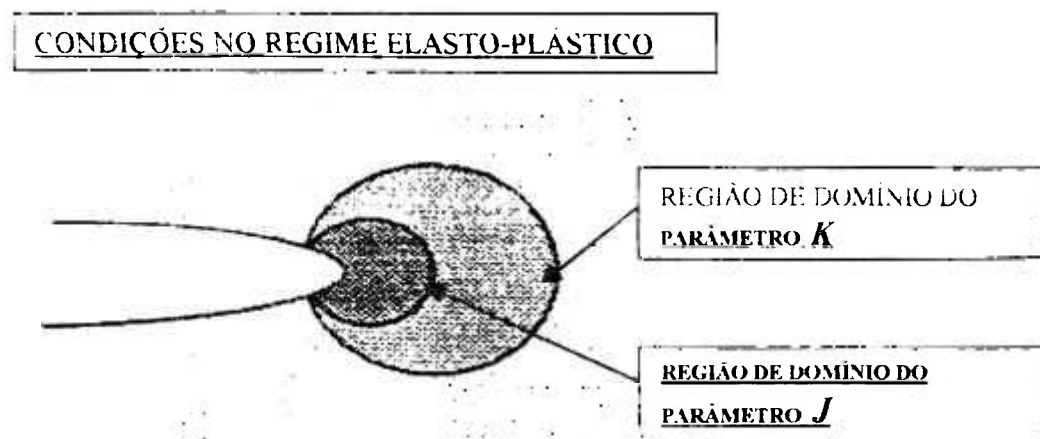 CONDIÇÕES NO REGIME ELASTO-PLÁSTICO
REGIÃO DE DOMÍNIO DO
PARÂMETRO K
REGIÃO DE DOMÍNIO DO
PARÂMETRO J